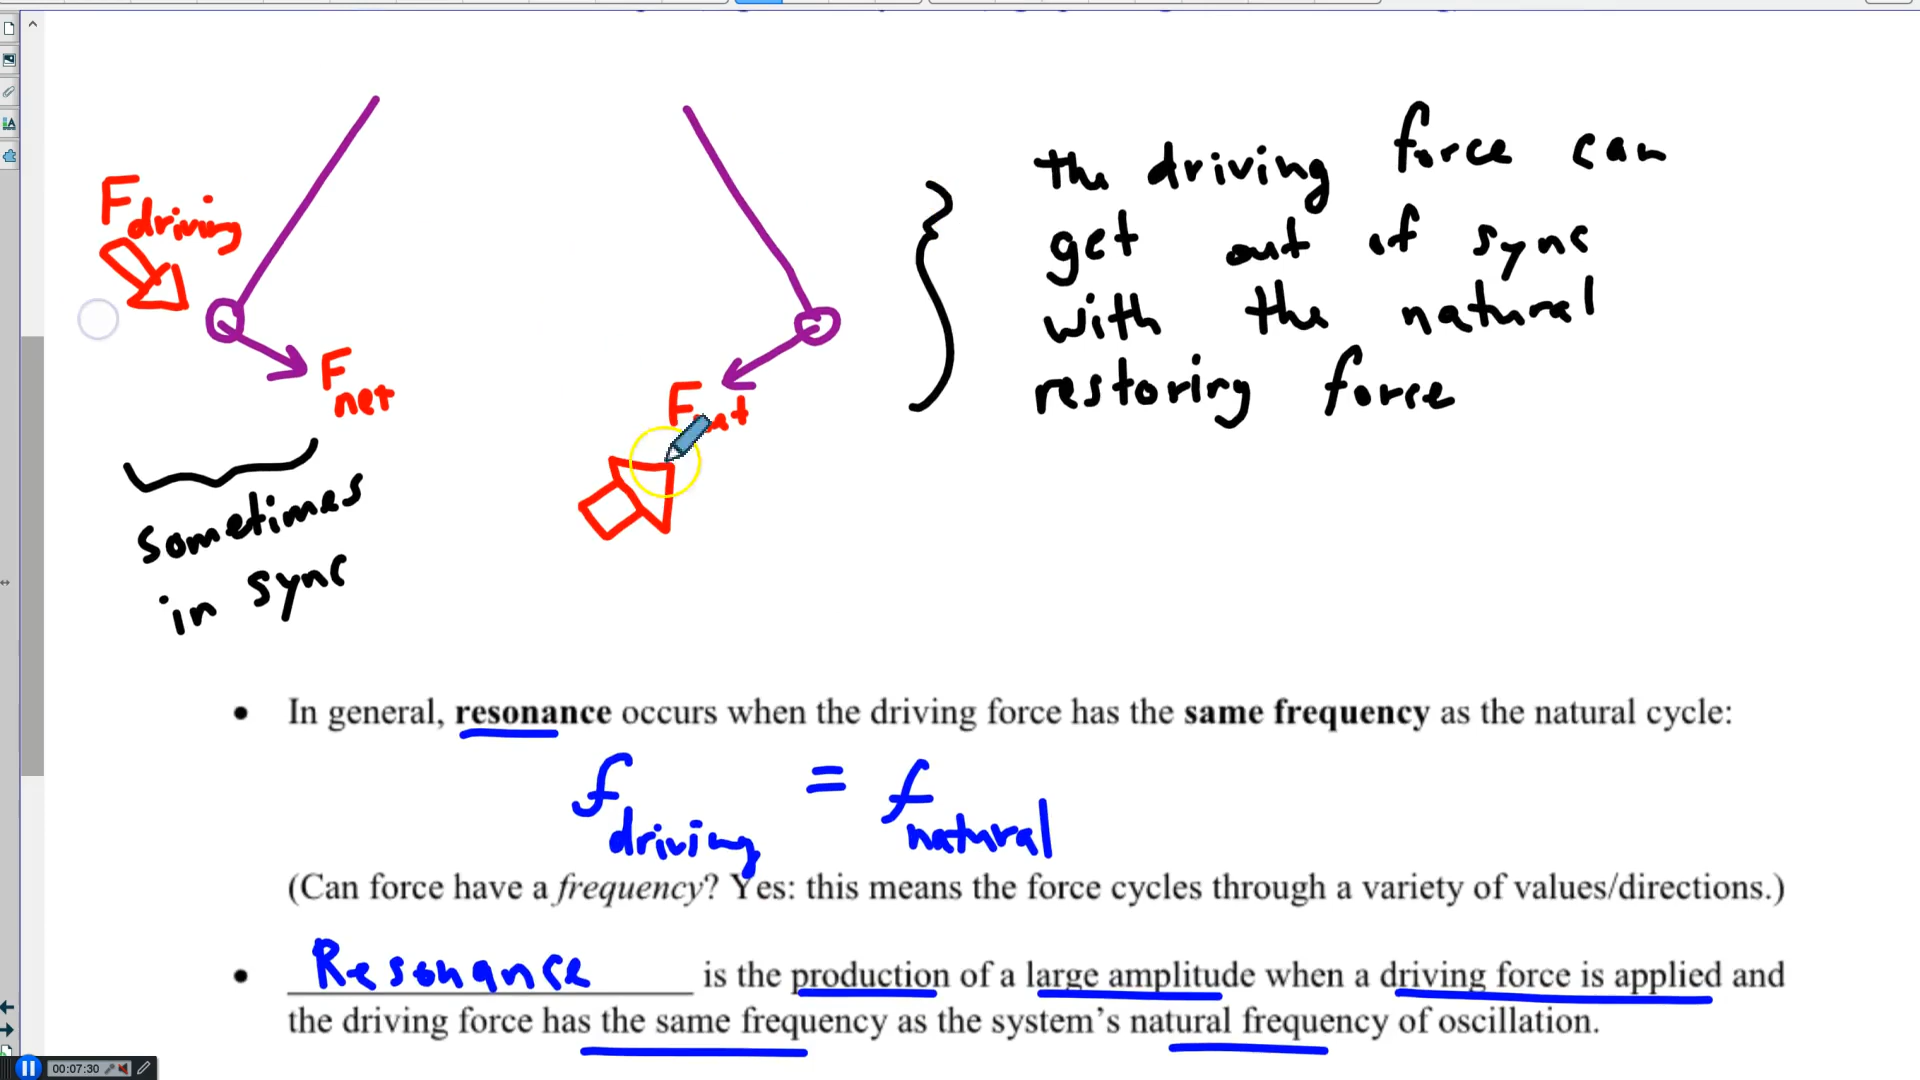 F driving
F net
F
the driving force can
get out of sync
with the natural
restoring force
sometimes
in sync
• In general, resonance occurs when the driving force has the same frequency as the natural cycle:
f driving = f natural
(Can force have a frequency? Yes: this means the force cycles through a variety of values/directions.)
• Resonance is the production of a large amplitude when a driving force is applied and
the driving force has the same frequency as the system's natural frequency of oscillation.
00:07:30